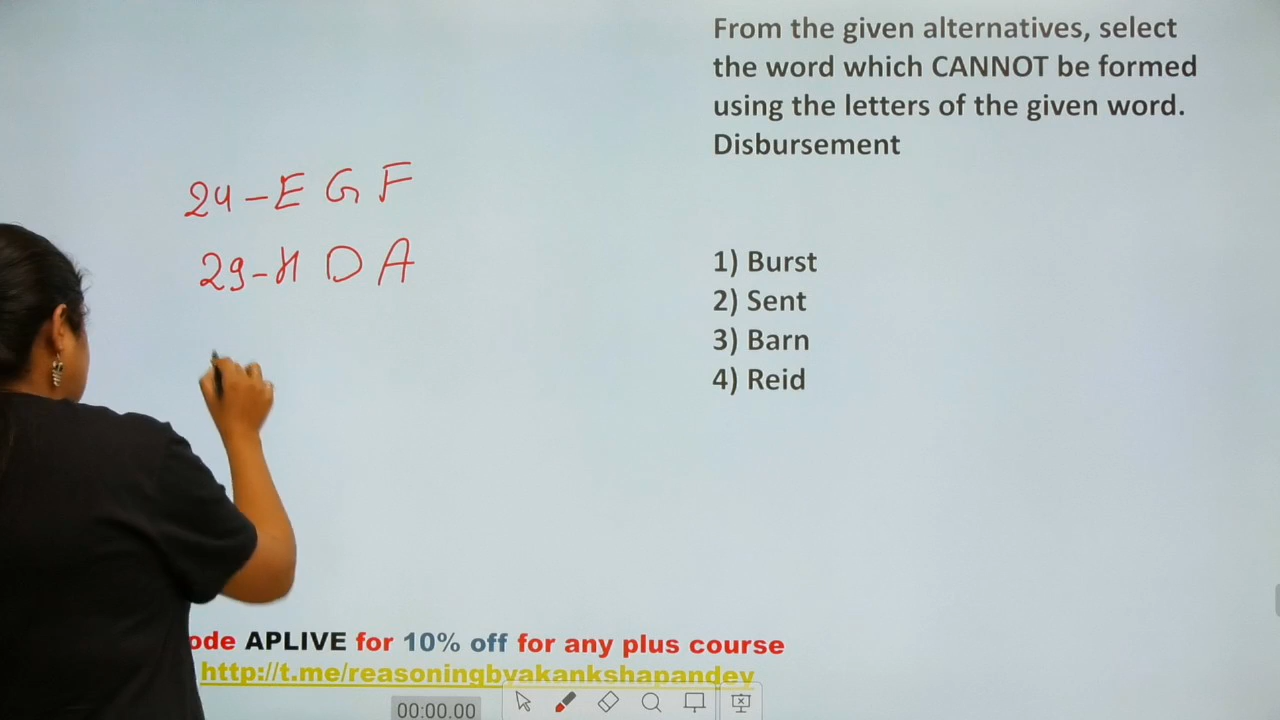 From the given alternatives, select
the word which CANNOT be formed
using the letters of the given word.
Disbursement
1) Burst
2) Sent
3) Barn
4) Reid
24-E G F
29-H D A
ode APLIVE for 10% off for any plus course
http://t.me/reasoningbyakankshapandey
00:00.00